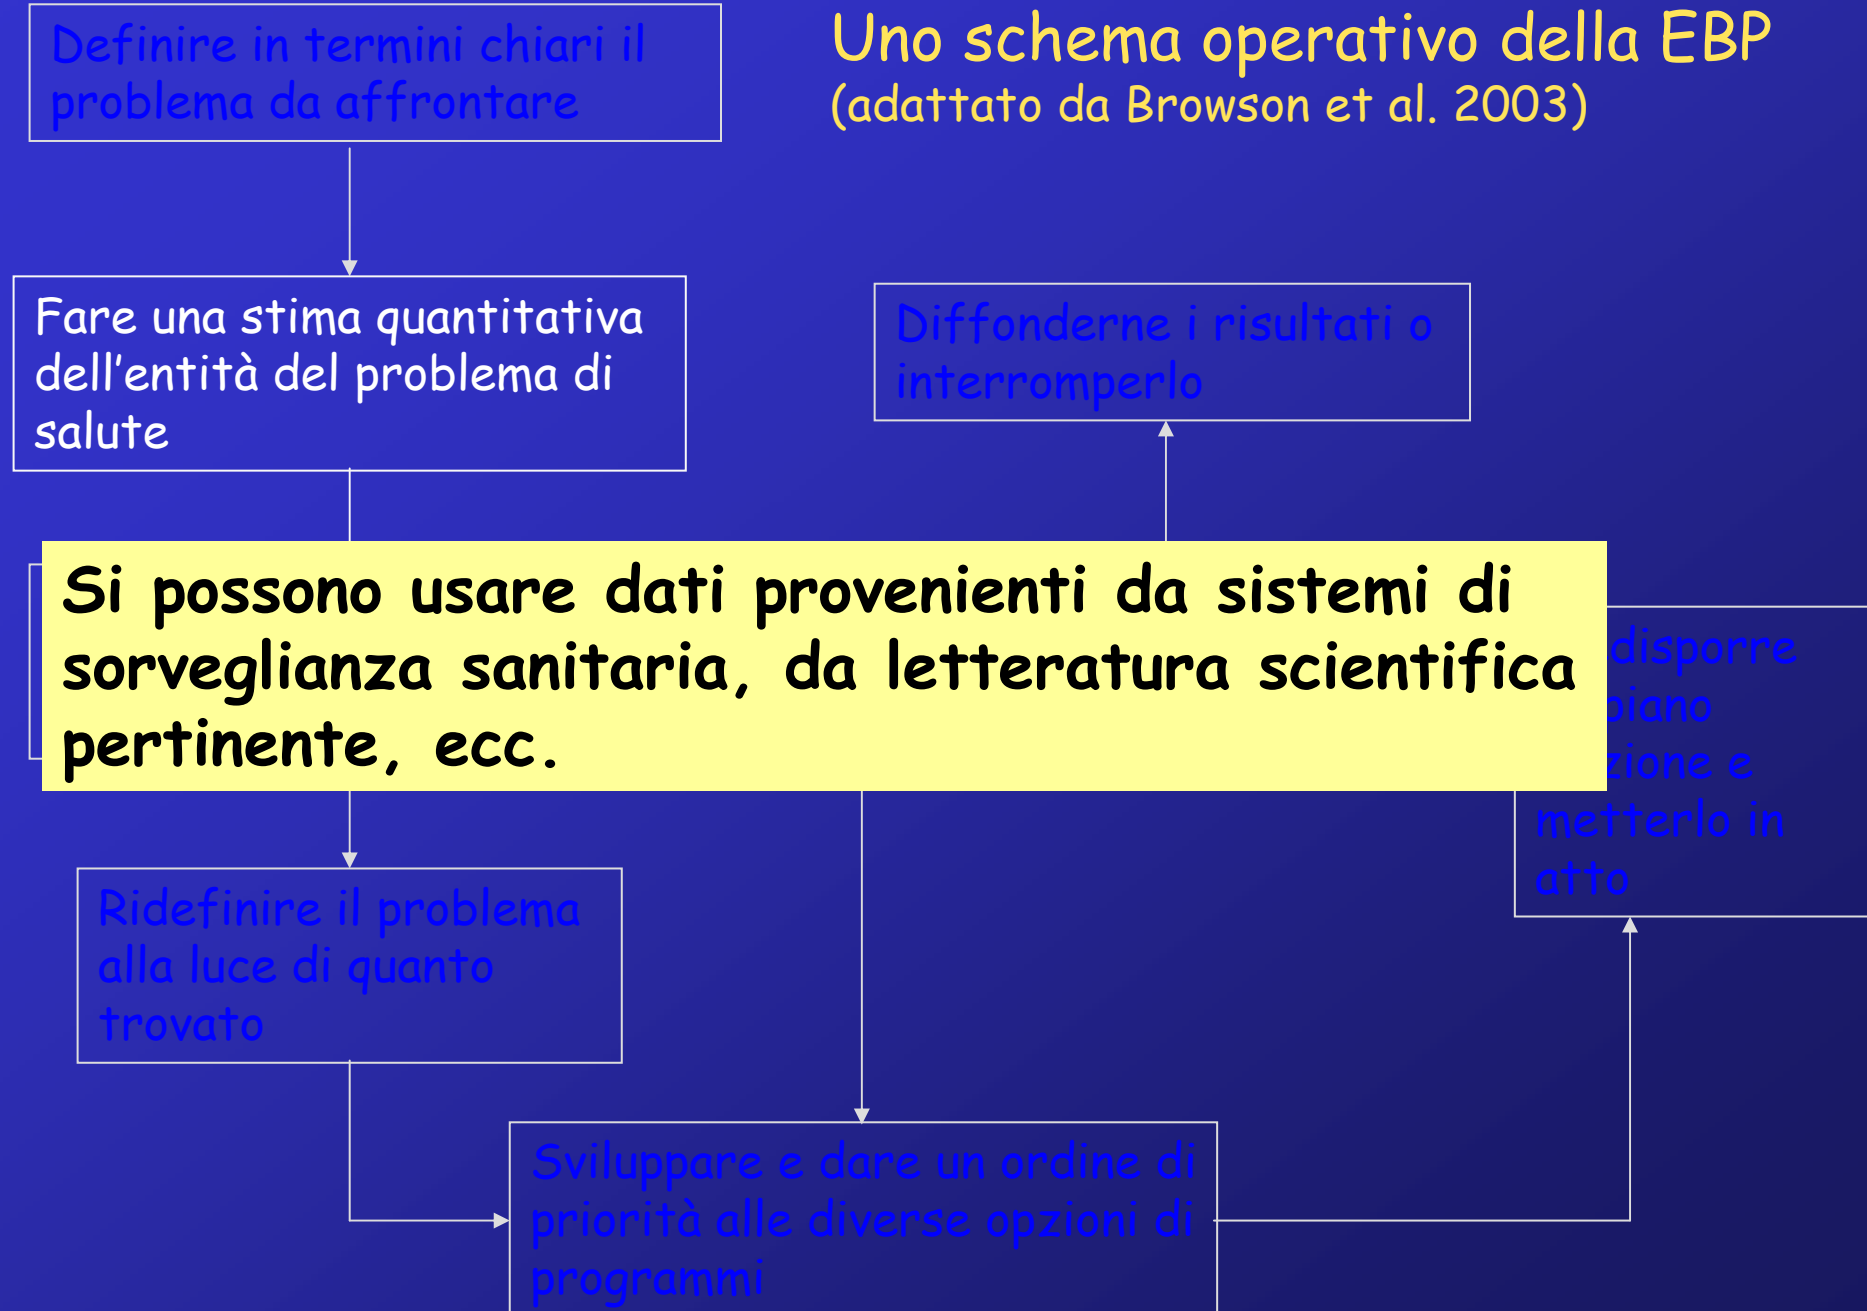 Definire in termini chiari il
problema da affrontare
Uno schema operativo della EBP
(adattato da Browson et al. 2003)
Fare una stima quantitativa
dell'entità del problema di
salute
Diffonderne i risultati o
interromperlo
Si possono usare dati provenienti da sistemi di
sorveglianza sanitaria, da letteratura scientifica
pertinente, ecc.
disporre
piano
zione e
metterlo in
atto
Ridefinire il problema
alla luce di quanto
trovato
Sviluppare e dare un ordine di
priorità alle diverse opzioni di
programmi